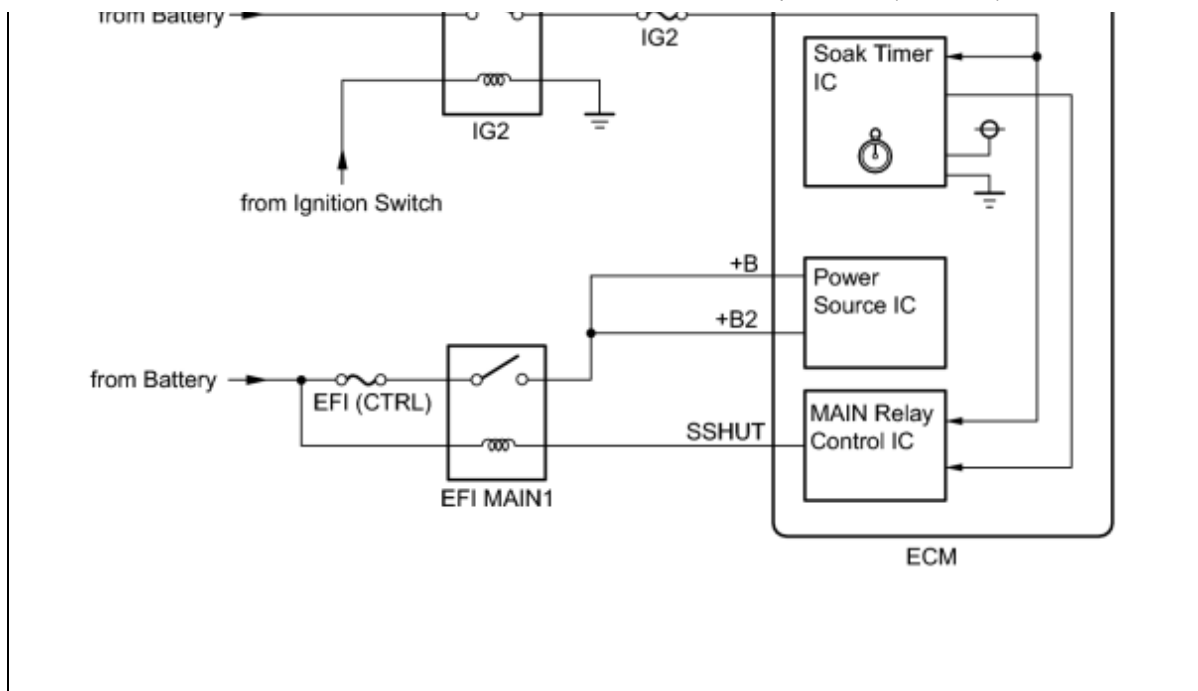 from Battery
IG2
Soak Timer
IC
IG2
from Ignition Switch
+B
Power
Source IC
+B2
from Battery
EFI (CTRL)
MAIN Relay
Control IC
SSHUT
EFI MAIN1
ECM